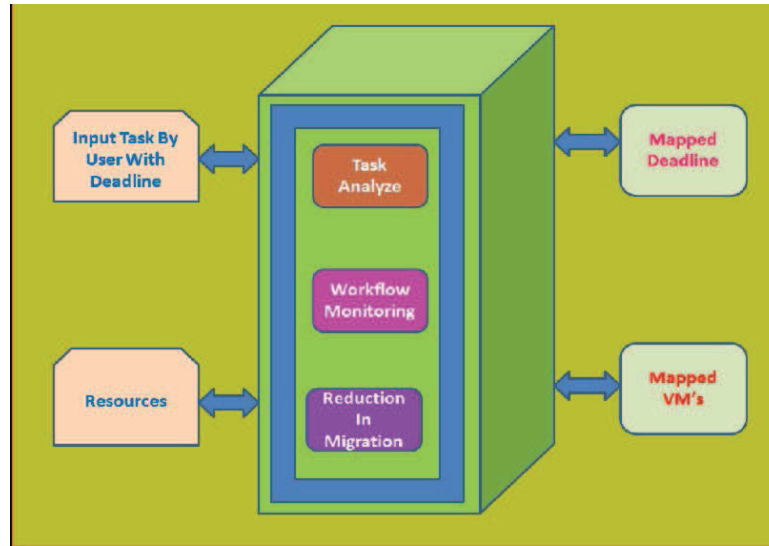 Input Task By
User With
Deadline
Task
Analyze
Mapped
Deadline
Workflow
Monitoring
Resources
Reduction
In
Migration
Mapped
VM's